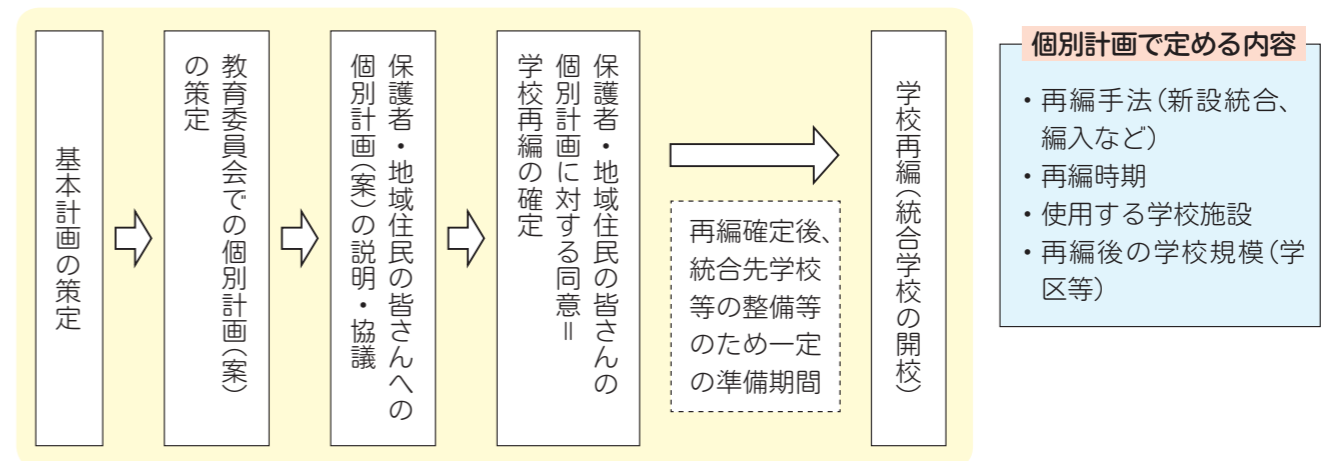 基本計画の策定
教育委員会での個別計画（案）
の策定
保護者・地域住民の皆さんへの
個別計画（案）の説明・協議
保護者・地域住民の皆さんの
個別計画に対する同意＝
学校再編の確定
再編確定後、
統合先学校
等の整備等
のため一定
の準備期間
学校再編（統合学校の開校）
個別計画で定める内容
・再編手法（新設統合、
編入など）
・再編時期
・使用する学校施設
・再編後の学校規模（学
区等）